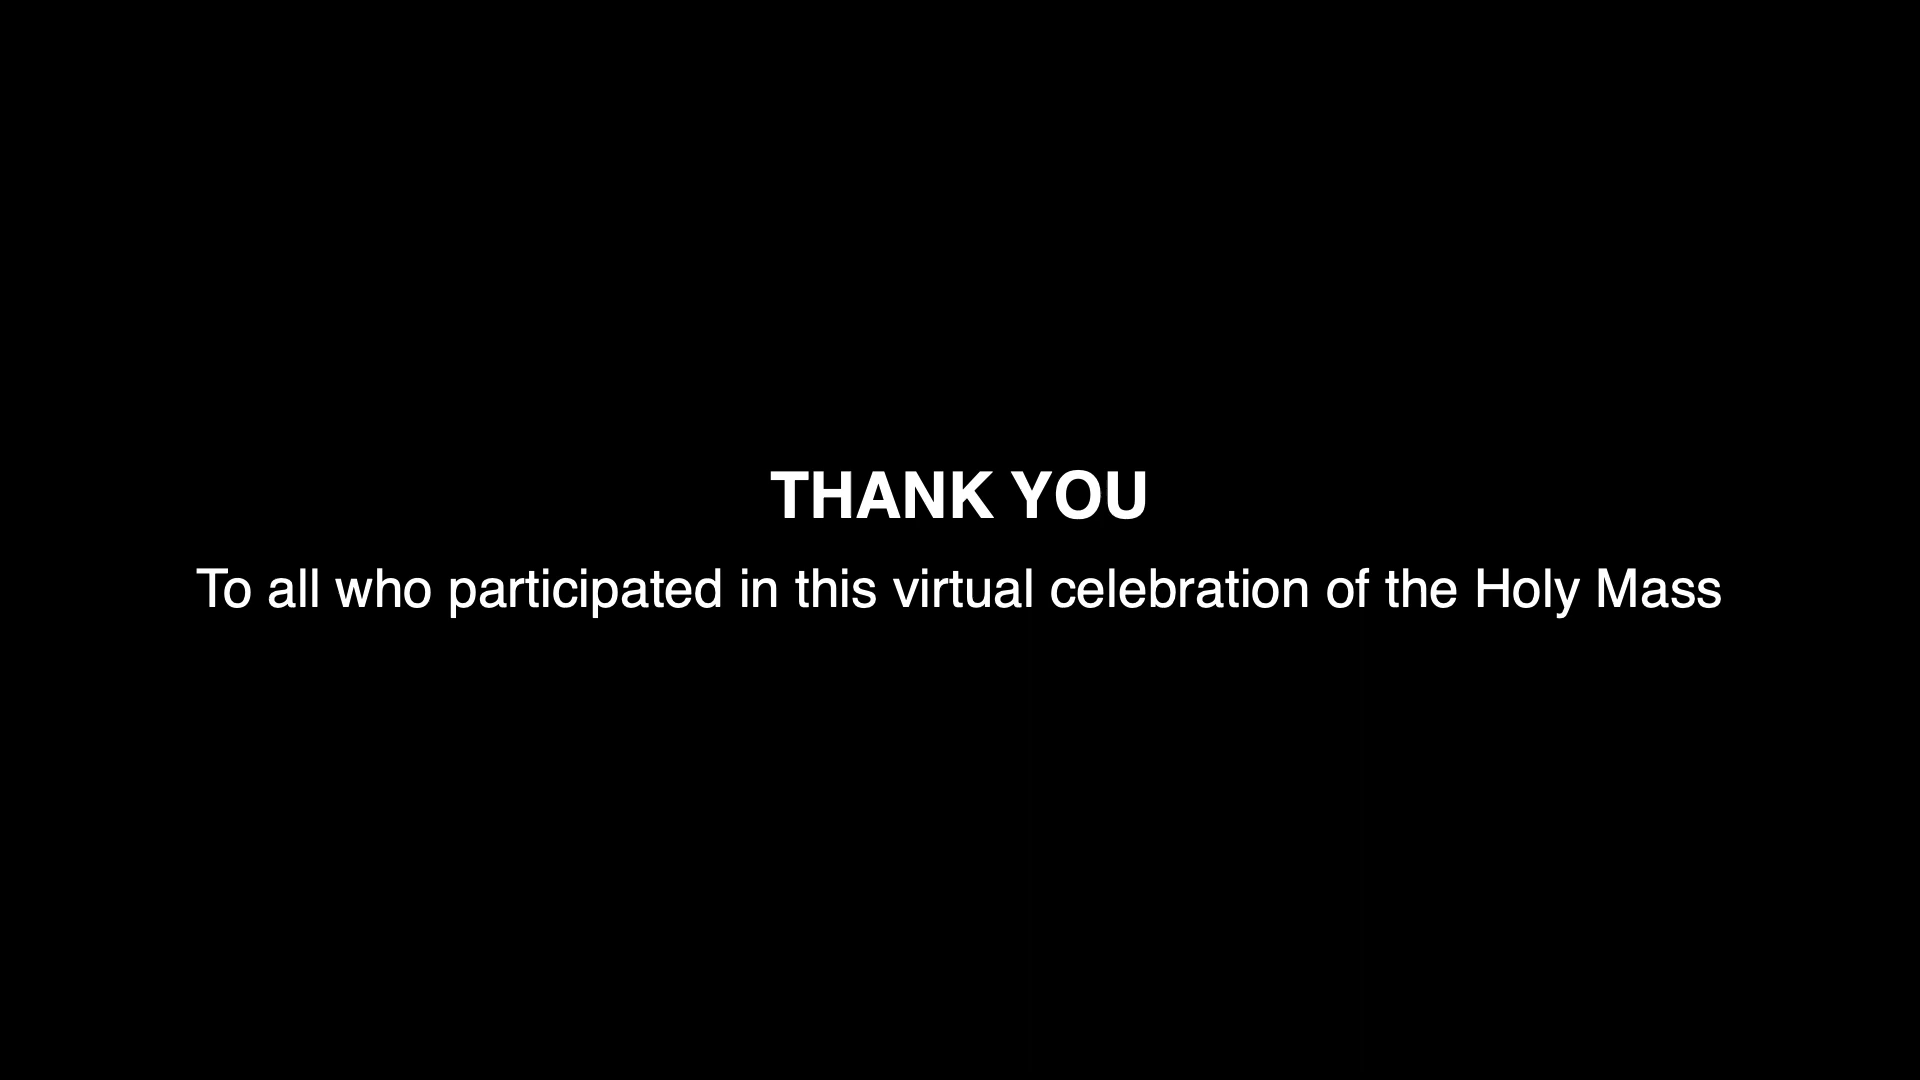 THANK YOU
To all who participated in this virtual celebration of the Holy Mass